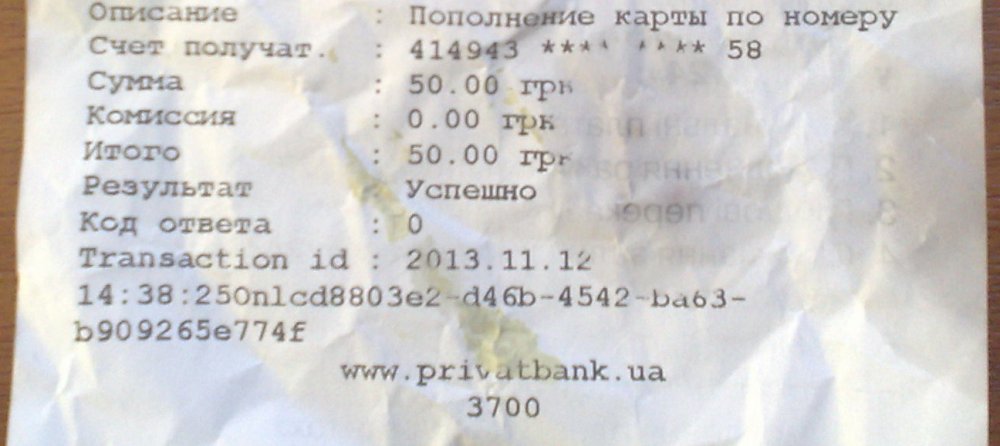 Описание : Пополнение карты по номеру
Счет получат. : 414943 **** **** 58
Сумма : 50.00 грн
Комиссия : 0.00 грн
Итого : 50.00 грн
Результат : Успешно
Код ответа : 0
Transaction id : 2013.11.12
14:38:250nlcd8803e2-d46b-4542-ba63-
b909265e774f
www.privatbank.ua
3700